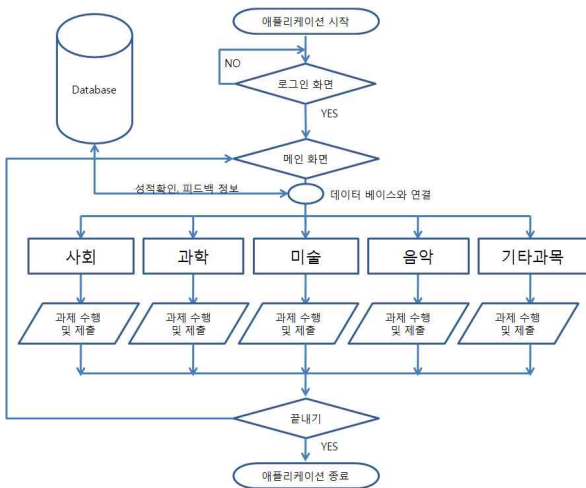 애플리케이션 시작
NO
로그인 화면
Database
YES
메인 화면
성적확인, 피드백 정보
데이터 베이스와 연결
사회
과학
미술
음악
기타과목
과제 수행
및 제출
과제 수행
및 제출
과제 수행
및 제출
과제 수행
및 제출
과제 수행
및 제출
끝내기
YES
애플리케이션 종료